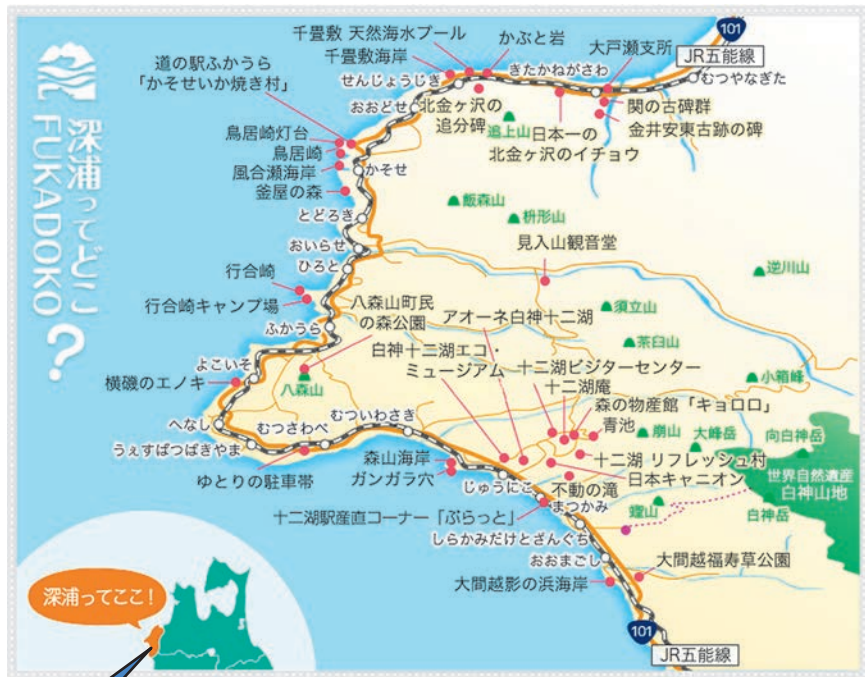 深浦ってどこ
FUKADOKO?
千畳敷 天然海水プール
千畳敷海岸
かぶと岩
大戸瀬支所
101
JR五能線
道の駅ふかうら
「かそせいか焼き村」
せんじょうじき
きたかねがさわ
むつやなぎた
おおどせ
北金ヶ沢の
追分碑
追上山
日本一の
北金ヶ沢のイチョウ
関の古碑群
金井安東古跡の碑
鳥居崎灯台
鳥居崎
風合瀬海岸
かそせ
釜屋の森
とどろき
飯森山
枡形山
おいらせ
ひろと
見入山観音堂
逆川山
行合崎
行合崎キャンプ場
ふかうら
八森山町民
の森公園
アオーネ白神十二湖
須立山
茶臼山
よこいそ
横磯のエノキ
八森山
白神十二湖エコ
ミュージアム
十二湖ビジターセンター
十二湖庵
小箱峰
森の物産館「キョロロ」
青池
へなし
むつさわべ
むついわさき
崩山
大峰岳
向白神岳
うぇすぱつばきやま
ゆとりの駐車帯
森山海岸
ガンガラ穴
十二湖 リフレッシュ村
日本キャニオン
世界自然遺産
白神山地
じゅうにこ
不動の滝
まつかみ
白神岳
十二湖駅産直コーナー「ぷらっと」
しらかみだけとざんぐち
おおまごし
大間越福寿草公園
大間越影の浜海岸
深浦ってここ!
101
JR五能線